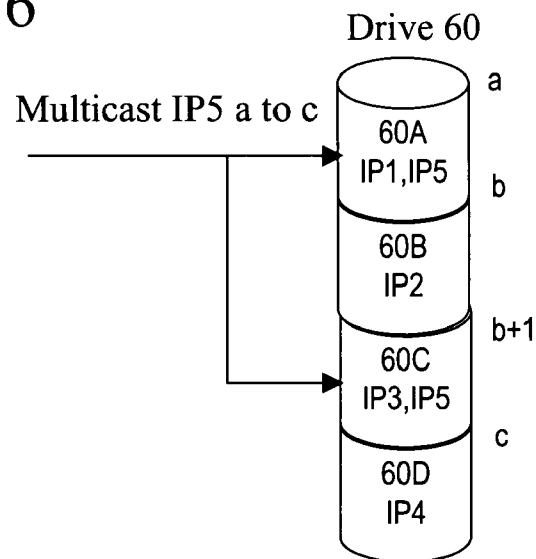 6
Drive 60
a
Multicast IP5 a to c
60A
IP1,IP5
b
60B
IP2
b+1
60C
IP3,IP5
c
60D
IP4